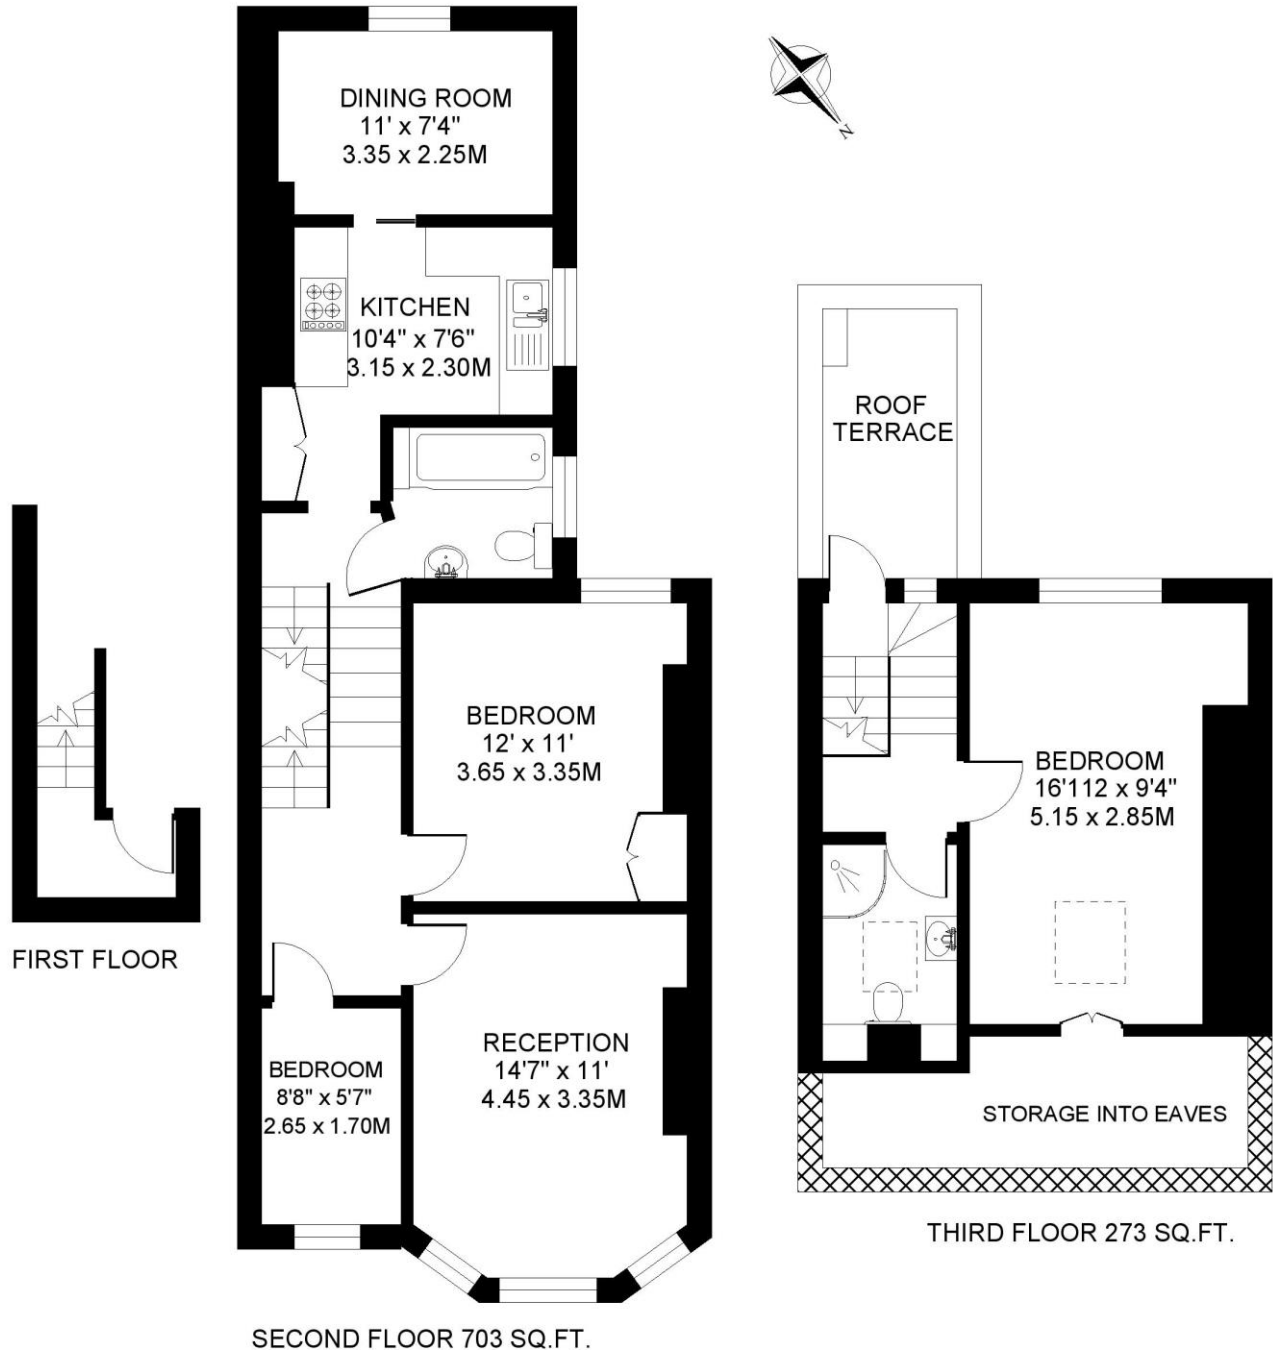 DINING ROOM
11' x 7'4"
3.35 x 2.25M
N
KITCHEN
10'4" x 7'6"
3.15 x 2.30M
ROOF
TERRACE
BEDROOM
12' x 11'
3.65 x 3.35M
BEDROOM
16'112 x 9'4"
5.15 x 2.85M
FIRST FLOOR
RECEPTION
14'7" x 11'
4.45 x 3.35M
BEDROOM
8'8" x 5'7"
2.65 x 1.70M
STORAGE INTO EAVES
THIRD FLOOR 273 SQ.FT.
SECOND FLOOR 703 SQ.FT.